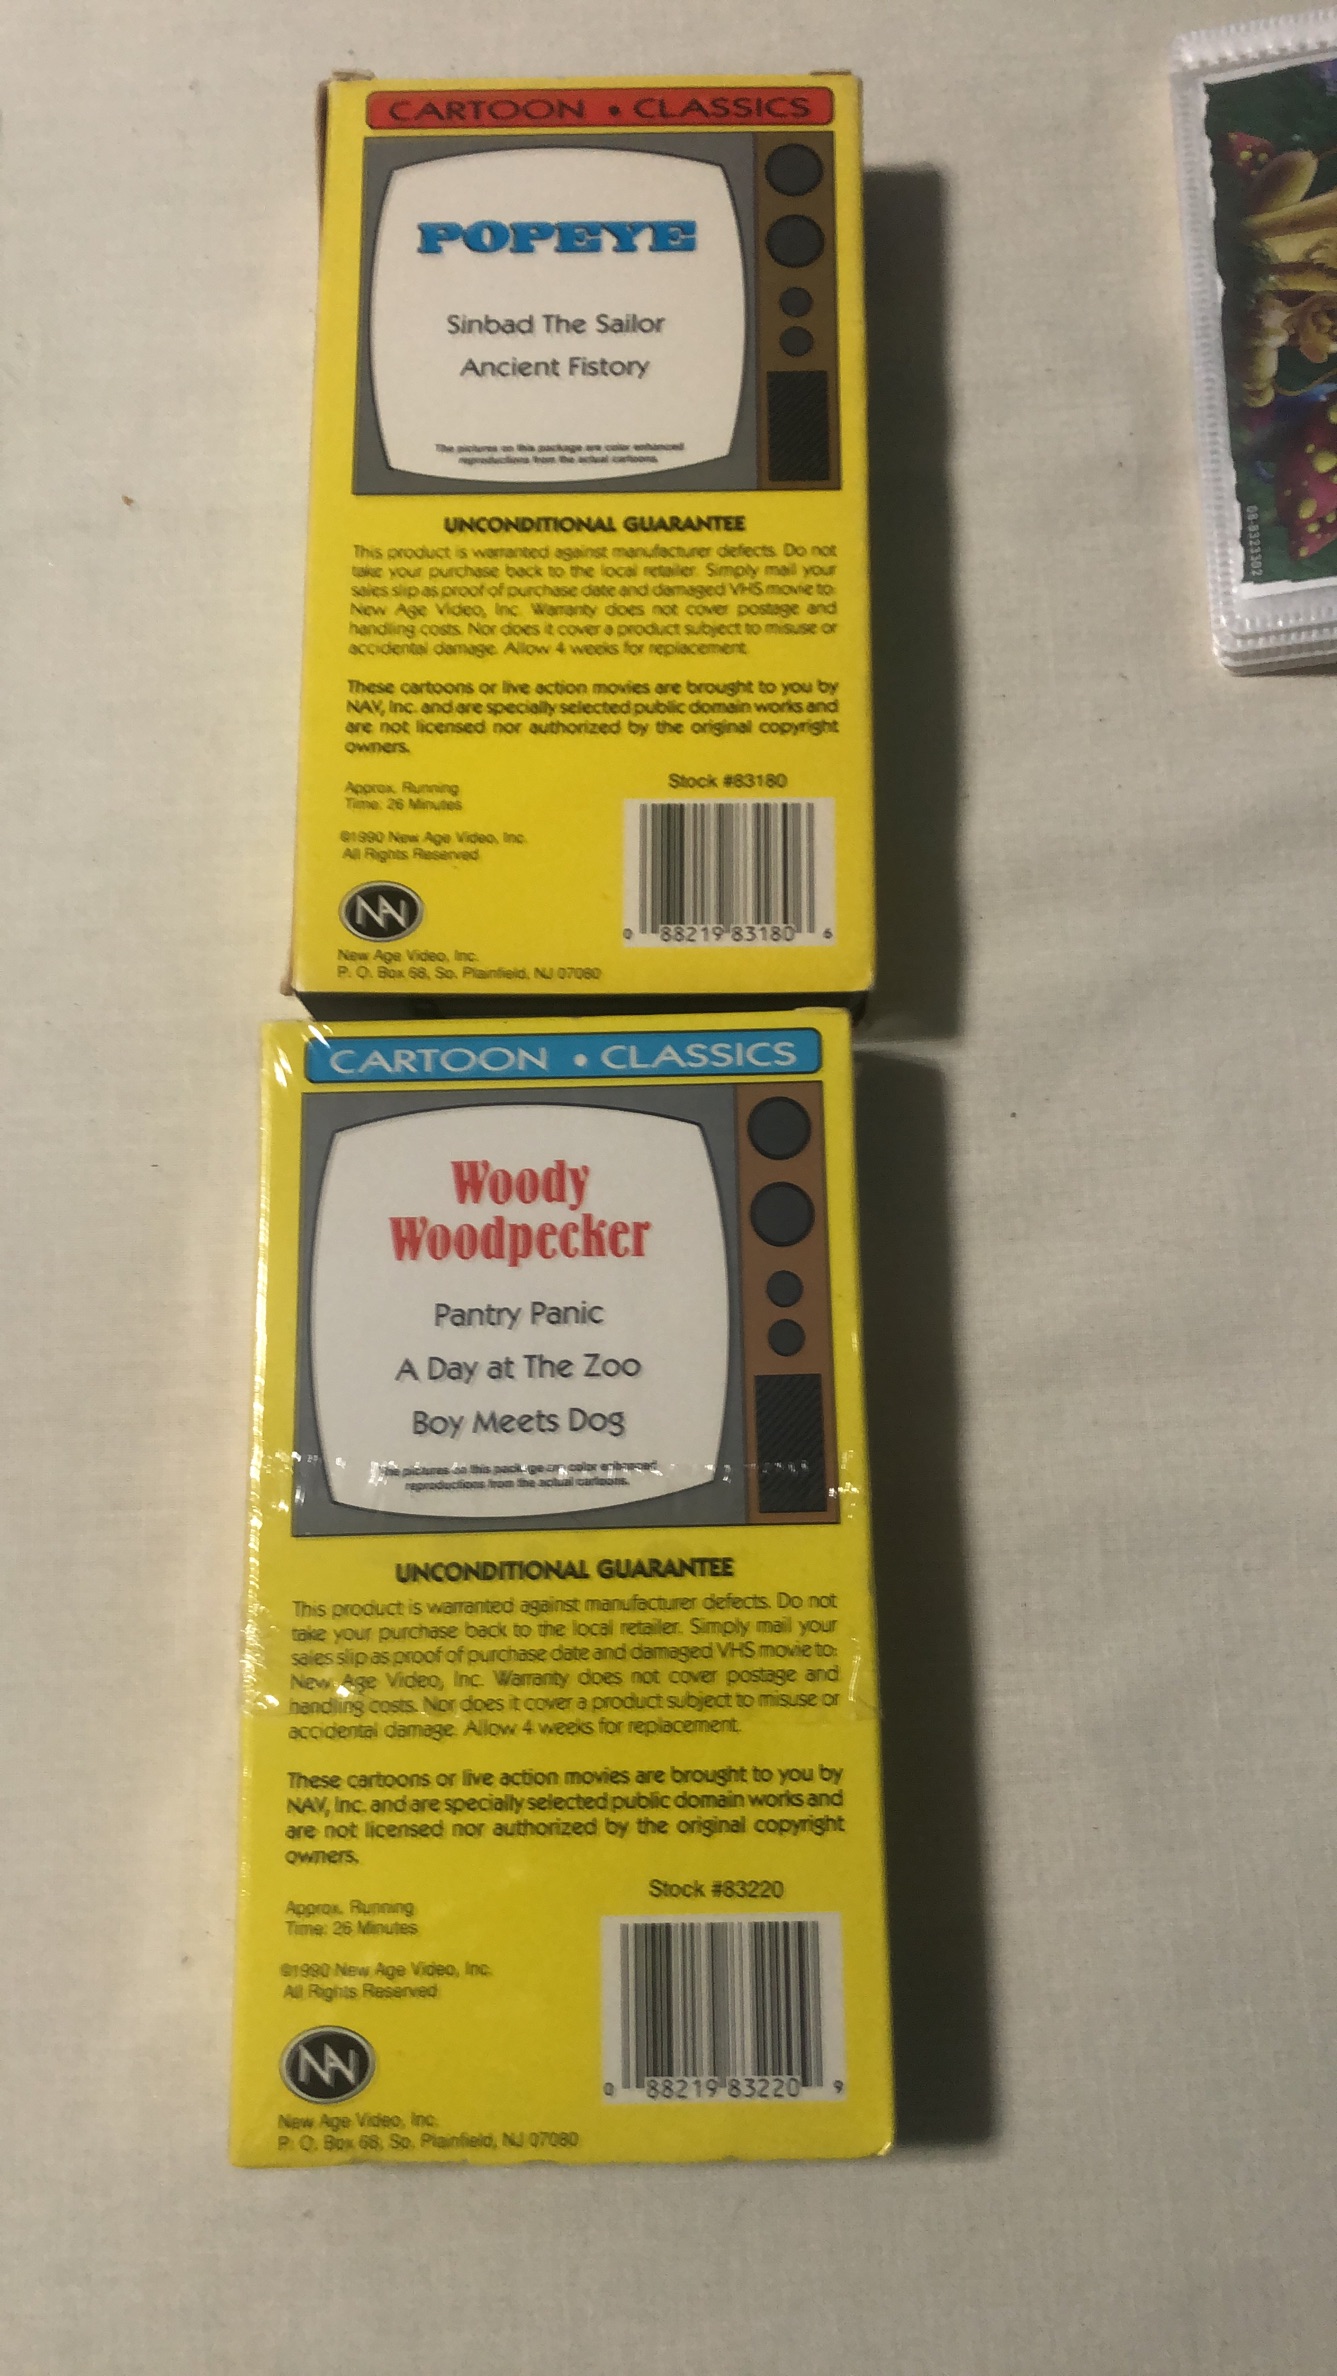 CARTOON • CLASSICS
POPEYE
Sinbad The Sailor
Ancient Fistory
The pictures on this package are color enhanced
reproductions from the actual cartoons.
UNCONDITIONAL GUARANTEE
This product is warranted against manufacturer defects. Do not
take your purchase back to the local retailer. Simply mail your
sales slip as proof of purchase date and damaged VHS movie to:
New Age Video, Inc. Warranty does not cover postage and
handling costs. Nor does it cover a product subject to misuse or
accidental damage. Allow 4 weeks for replacement.
These cartoons or live action movies are brought to you by
NAV, Inc. and are specially selected public domain works and
are not licensed nor authorized by the original copyright
owners.
Approx. Running
Time: 26 Minutes
Stock #83180
©1990 New Age Video, Inc.
All Rights Reserved
0 88219 83180 6
NAV
New Age Video, Inc.
P. O. Box 68, So. Plainfield, NJ 07080
CARTOON • CLASSICS
Woody
Woodpecker
Pantry Panic
A Day at The Zoo
Boy Meets Dog
The pictures on this package are color enhanced
reproductions from the actual cartoons.
UNCONDITIONAL GUARANTEE
This product is warranted against manufacturer defects. Do not
take your purchase back to the local retailer. Simply mail your
sales slip as proof of purchase date and damaged VHS movie to:
New Age Video, Inc. Warranty does not cover postage and
handling costs. Nor does it cover a product subject to misuse or
accidental damage. Allow 4 weeks for replacement.
These cartoons or live action movies are brought to you by
NAV, Inc. and are specially selected public domain works and
are not licensed nor authorized by the original copyright
owners.
Approx. Running
Time: 26 Minutes
Stock #83220
©1990 New Age Video, Inc.
All Rights Reserved
0 88219 83220 9
NAV
New Age Video, Inc.
P. O. Box 68, So. Plainfield, NJ 07080
08-8323302